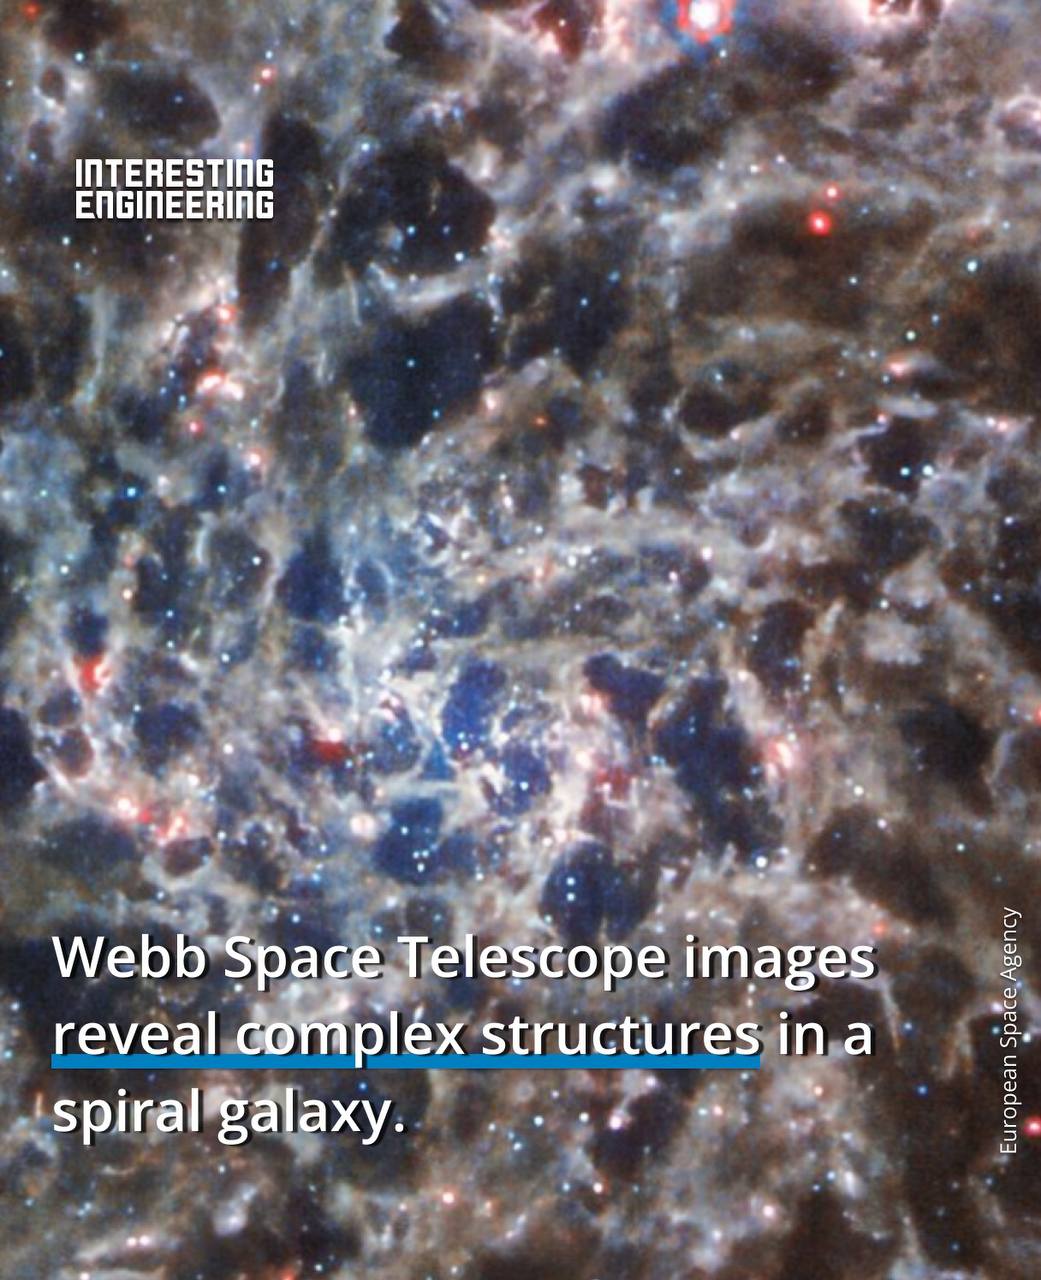 INTERESTING
ENGINEERING
Webb Space Telescope images
reveal complex structures in a
spiral galaxy.
European Space Agency